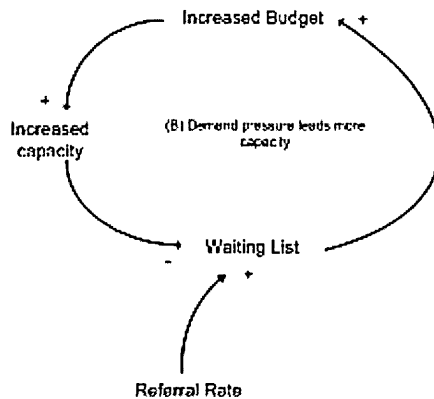 Increased Budget +
+
Increased
capacity
(B) Demand pressure leads more
capacity
Waiting List
-
+
Referral Rate